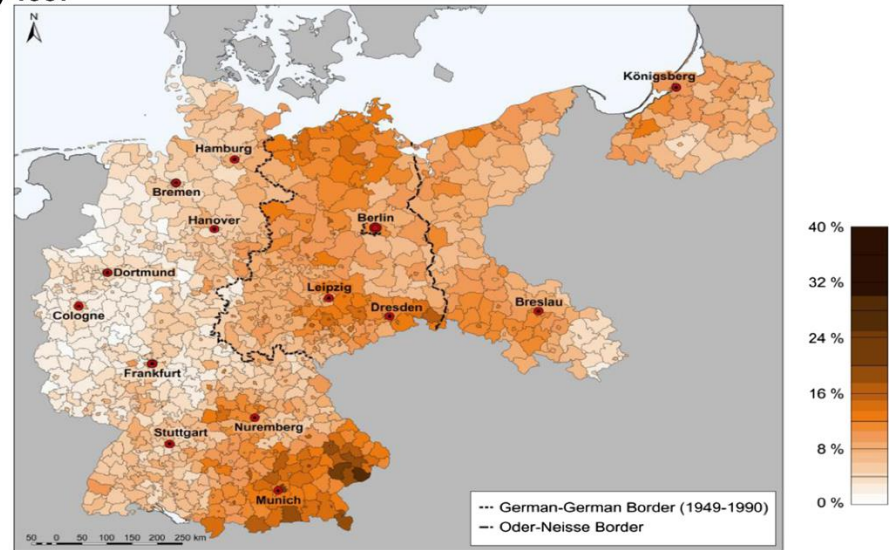 N
Königsberg
Hamburg
Bremen
Hanover
Berlin
Dortmund
Leipzig
Cologne
Dresden
Breslau
Frankfurt
Stuttgart
Nuremberg
Munich
40 %
32 %
24 %
16 %
8 %
0 %
German-German Border (1949-1990)
Oder-Neisse Border
50 0 50 100 150 200 250 km